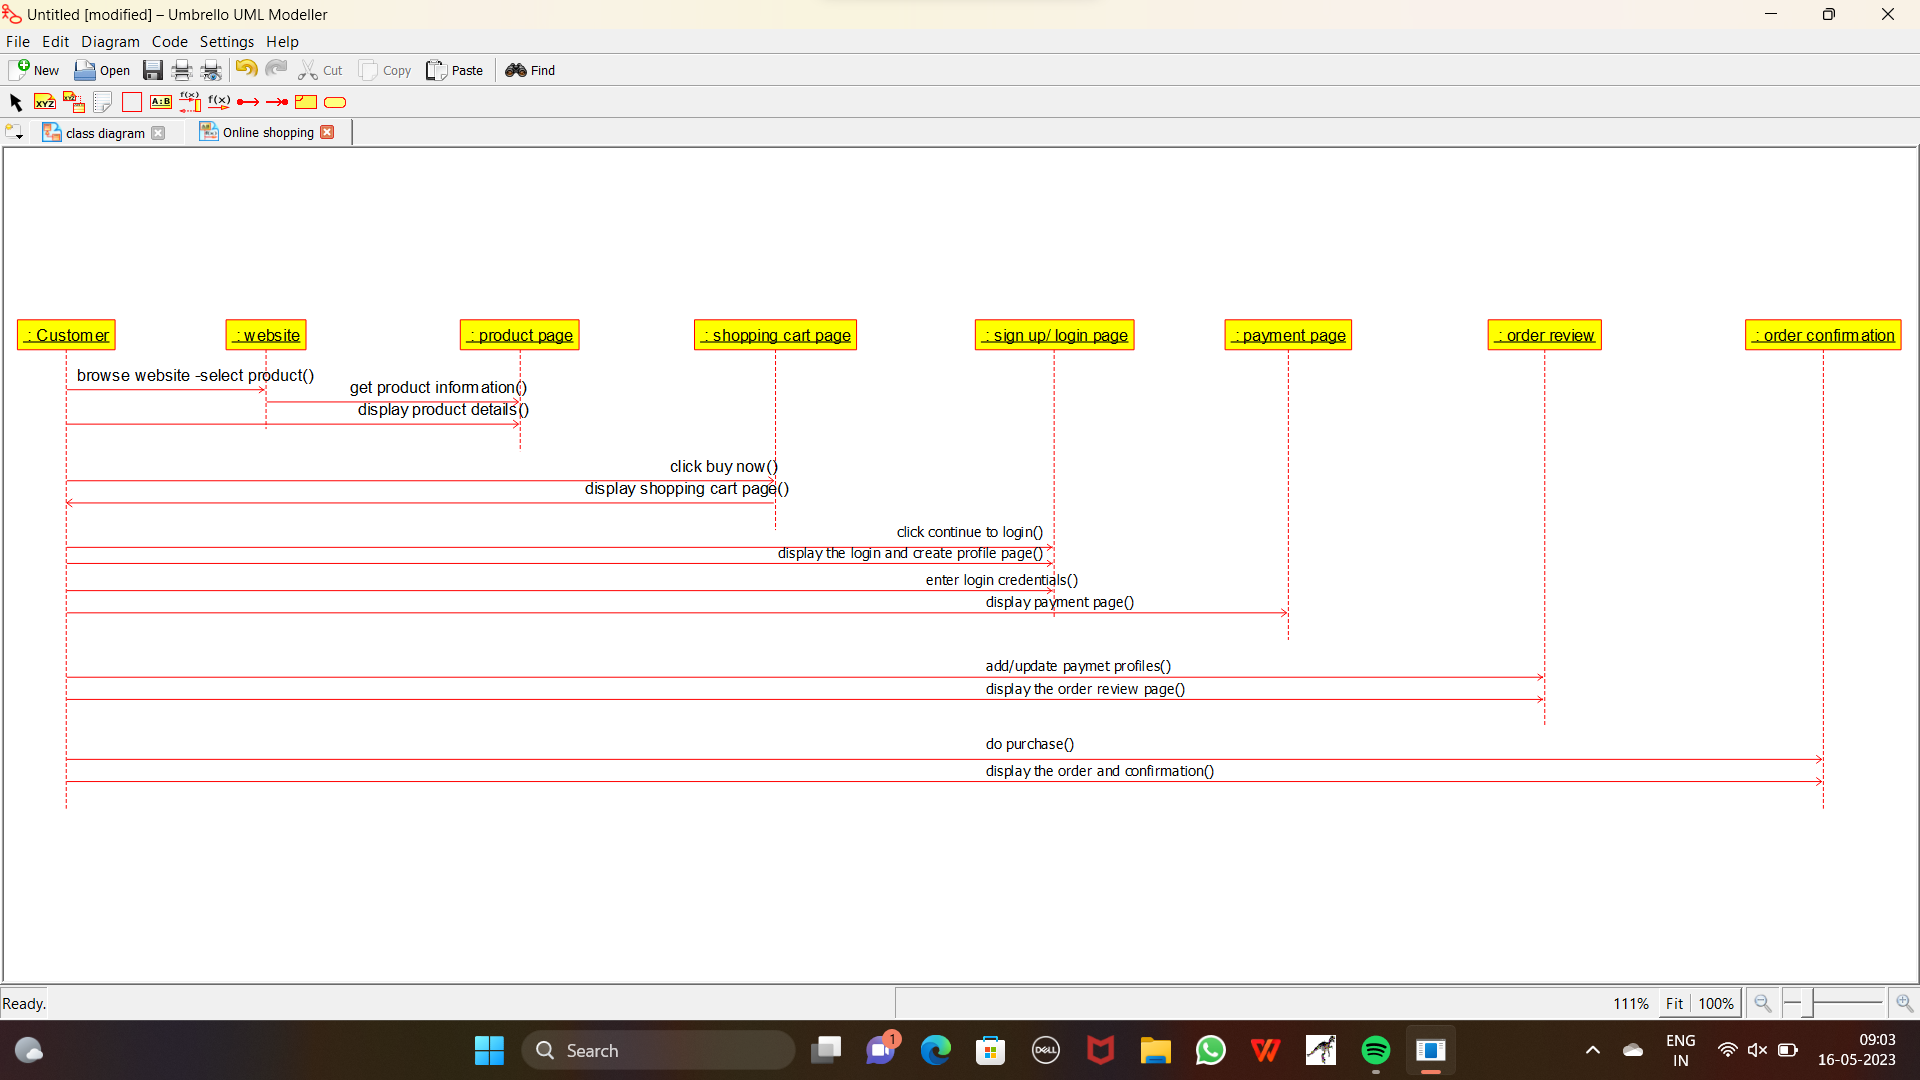 Untitled [modified] – Umbrello UML Modeller
File Edit Diagram Code Settings Help
New Open Cut Copy Paste Find
XYZ XYZ A:B f(x) f(x)
class diagram Online shopping
: Customer : website : product page : shopping cart page : sign up/ login page : payment page : order review : order confirmation
browse website -select product()
get product information()
display product details()
click buy now()
display shopping cart page()
click continue to login()
display the login and create profile page()
enter login credentials()
display payment page()
add/update paymet profiles()
display the order review page()
do purchase()
display the order and confirmation()
Ready. 111% Fit 100%
Search 1 DELL ENG 09:03
IN 16-05-2023